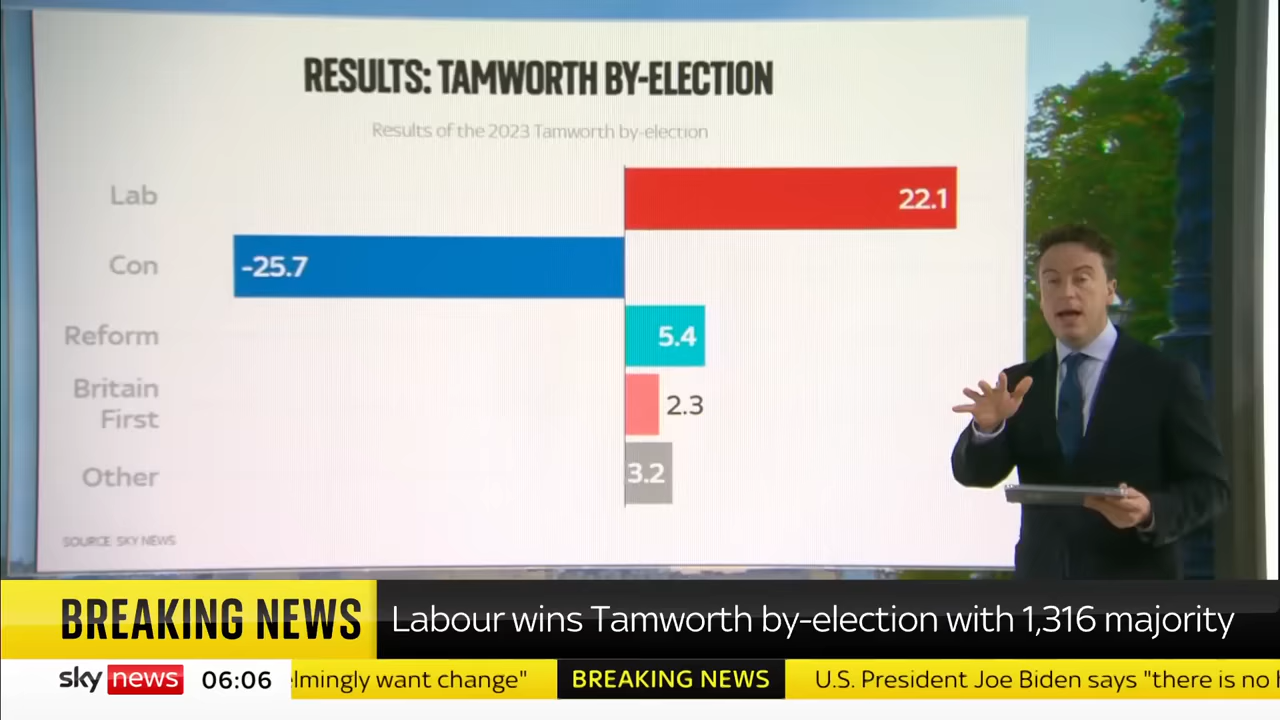 RESULTS: TAMWORTH BY-ELECTION
Results of the 2023 Tamworth by-election
Lab
22.1
Con
-25.7
Reform
5.4
Britain
First
2.3
Other
3.2
SOURCE: SKY NEWS
BREAKING NEWS
Labour wins Tamworth by-election with 1,316 majority
sky news 06:06
want change" BREAKING NEWS U.S. President Joe Biden says "there is no